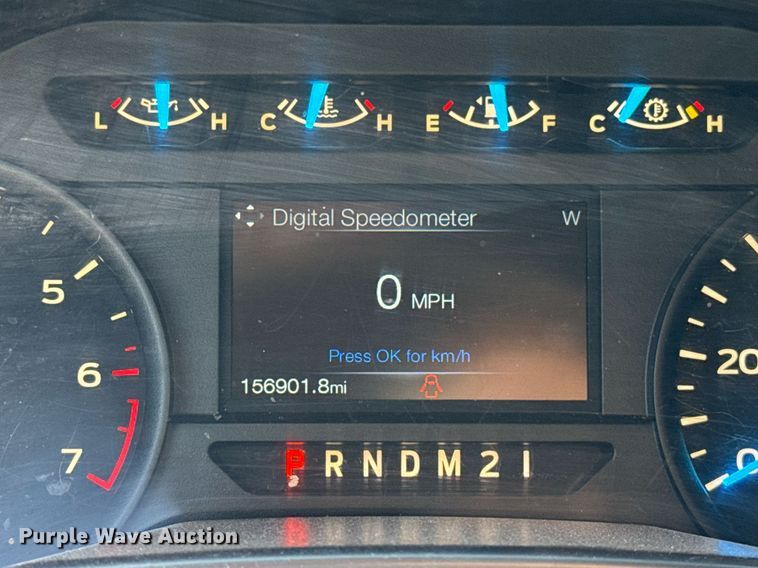 L H C H E F C H
Digital Speedometer W
5
0 MPH
20
Press OK for km/h
6
156901.8mi
7
P R N D M 2 1
0
Purple Wave Auction